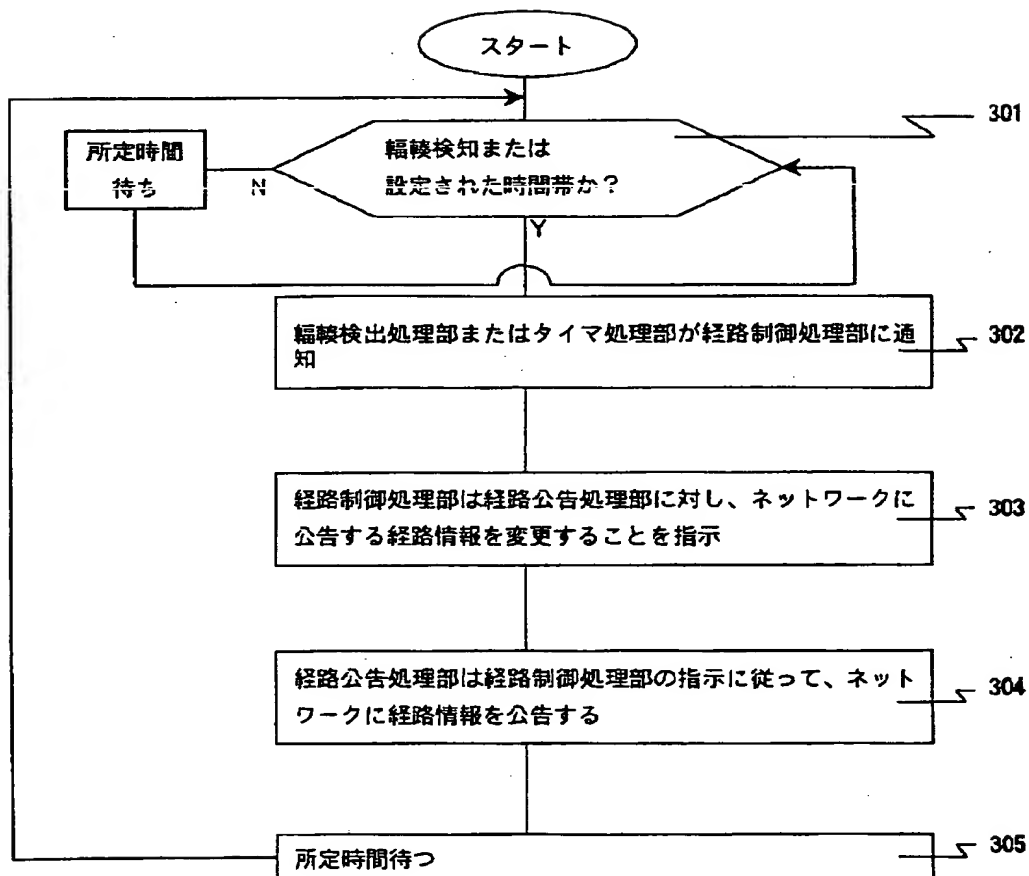 スタート
301
輻輳検知または
設定された時間帯か?
所定時間
待ち
N
Y
輻輳検出処理部またはタイマ処理部が経路制御処理部に通
知
302
経路制御処理部は経路公告処理部に対し、ネットワークに
公告する経路情報を変更することを指示
303
経路公告処理部は経路制御処理部の指示に従って、ネット
ワークに経路情報を公告する
304
所定時間待つ
305